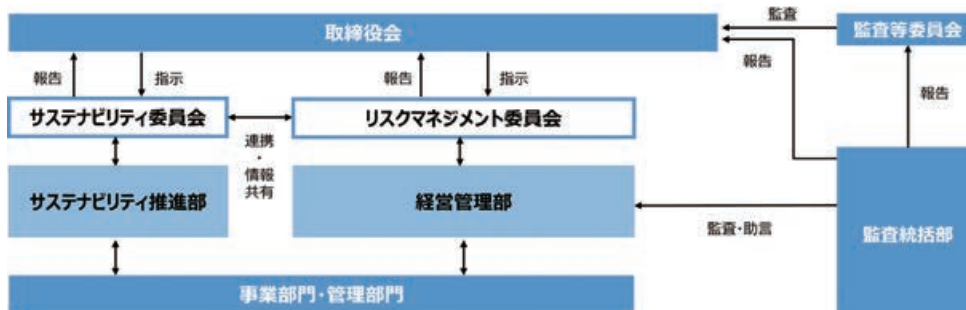 取締役会
監査
監査等委員会
報告
指示
報告
指示
報告
報告
サステナビリティ委員会
リスクマネジメント委員会
連携
・
情報
共有
サステナビリティ推進部
経営管理部
監査・助言
監査統括部
事業部門・管理部門